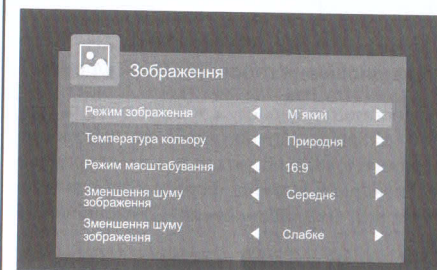 Зображення
Режим зображення М`який
Температура кольору Природня
Режим масштабування 16:9
Зменшення шуму
зображення Середнє
Зменшення шуму
зображення Слабке